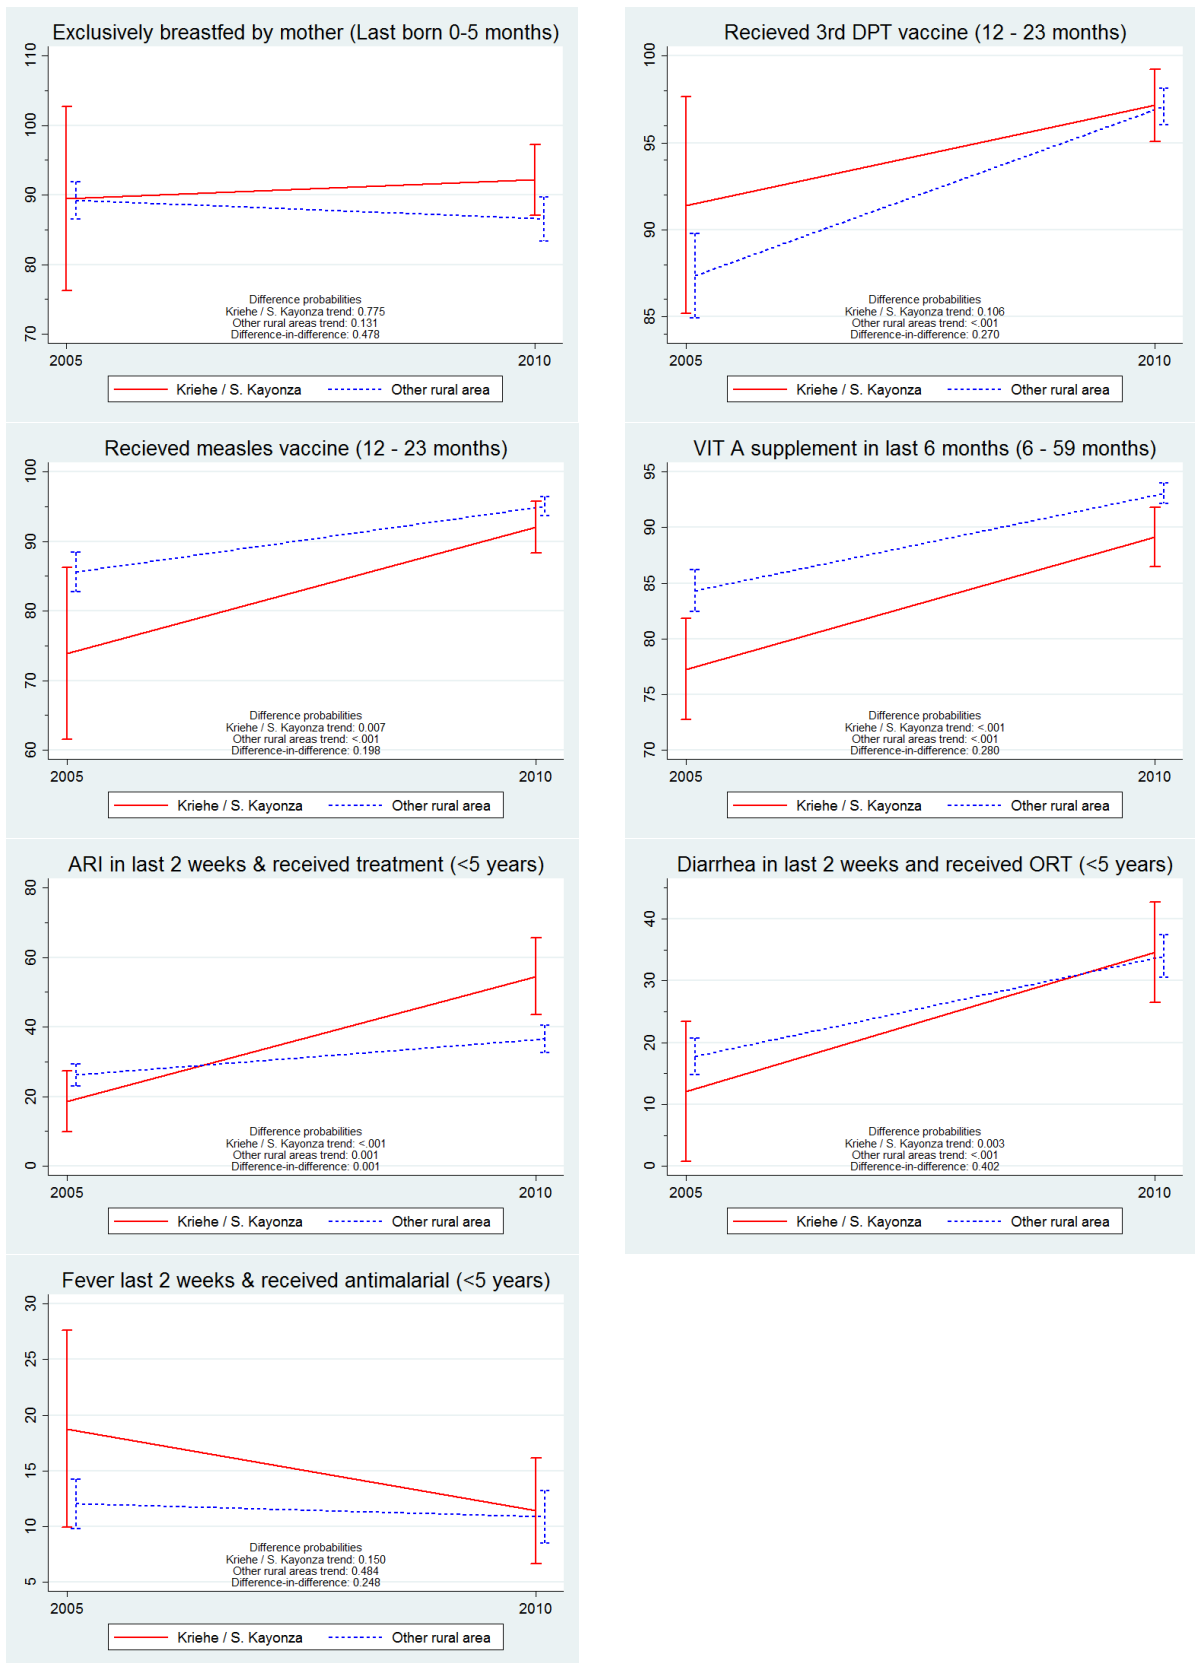 Exclusively breastfed by mother (Last born 0-5 months)
110
100
90
80
70
Difference probabilities
Kriehe / S. Kayonza trend: 0.775
Other rural areas trend: 0.131
Difference-in-difference: 0.478
2005
2010
Kriehe / S. Kayonza
Other rural area
Recieved 3rd DPT vaccine (12 - 23 months)
100
95
90
85
Difference probabilities
Kriehe / S. Kayonza trend: 0.106
Other rural areas trend: <.001
Difference-in-difference: 0.270
2005
2010
Kriehe / S. Kayonza
Other rural area
Recieved measles vaccine (12 - 23 months)
100
90
80
70
60
Difference probabilities
Kriehe / S. Kayonza trend: 0.007
Other rural areas trend: <.001
Difference-in-difference: 0.198
2005
2010
Kriehe / S. Kayonza
Other rural area
VIT A supplement in last 6 months (6 - 59 months)
95
90
85
80
75
70
Difference probabilities
Kriehe / S. Kayonza trend: <.001
Other rural areas trend: <.001
Difference-in-difference: 0.280
2005
2010
Kriehe / S. Kayonza
Other rural area
ARI in last 2 weeks & received treatment (<5 years)
80
60
40
20
0
Difference probabilities
Kriehe / S. Kayonza trend: <.001
Other rural areas trend: 0.001
Difference-in-difference: 0.001
2005
2010
Kriehe / S. Kayonza
Other rural area
Diarrhea in last 2 weeks and received ORT (<5 years)
40
30
20
10
0
Difference probabilities
Kriehe / S. Kayonza trend: 0.003
Other rural areas trend: <.001
Difference-in-difference: 0.402
2005
2010
Kriehe / S. Kayonza
Other rural area
Fever last 2 weeks & received antimalarial (<5 years)
30
25
20
15
10
5
Difference probabilities
Kriehe / S. Kayonza trend: 0.150
Other rural areas trend: 0.484
Difference-in-difference: 0.248
2005
2010
Kriehe / S. Kayonza
Other rural area